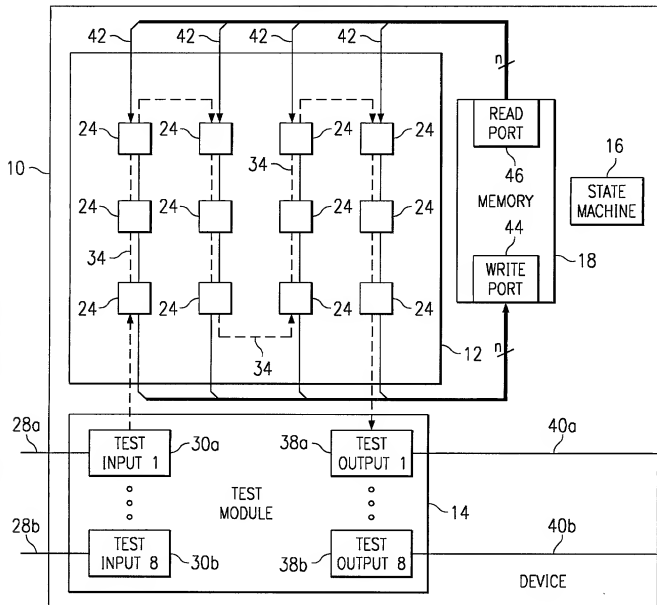 42
42
42
42
n
24
24
24
24
READ
PORT
16
10
34
46
STATE
MACHINE
24
24
24
24
MEMORY
44
34
WRITE
PORT
18
24
24
24
24
34
12
n
28a
TEST
INPUT 1
30a
38a
TEST
OUTPUT 1
40a
TEST
MODULE
14
28b
TEST
INPUT 8
30b
38b
TEST
OUTPUT 8
40b
DEVICE